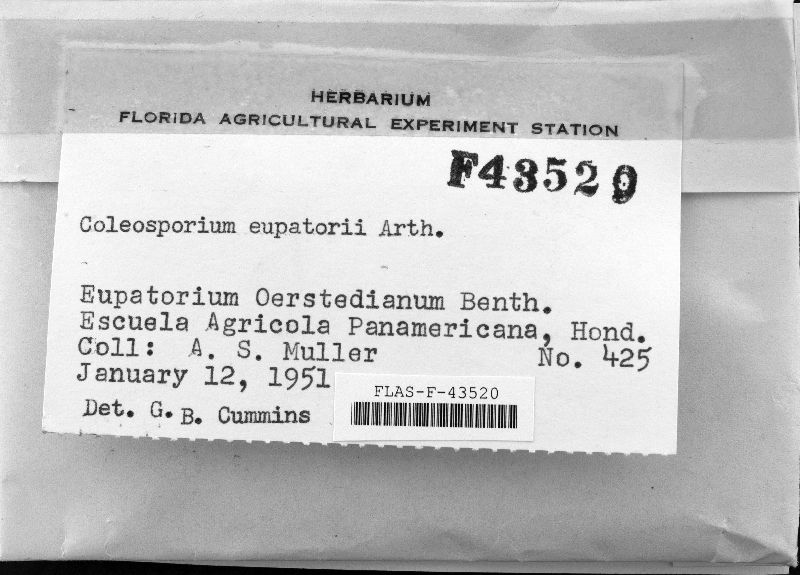 HERBARIUM
FLORIDA AGRICULTURAL EXPERIMENT STATION
F43520
Coleosporium eupatorii Arth.
Eupatorium Oerstedianum Benth.
Escuela Agricola Panamericana, Hond.
Coll: A. S. Muller No. 425
January 12, 1951
FLAS-F-43520
Det. G. B. Cummins